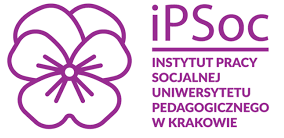 iPSoc
INSTYTUT PRACY
SOCJALNEJ
UNIWERSYTETU
PEDAGOGICZNEGO
W KRAKOWIE